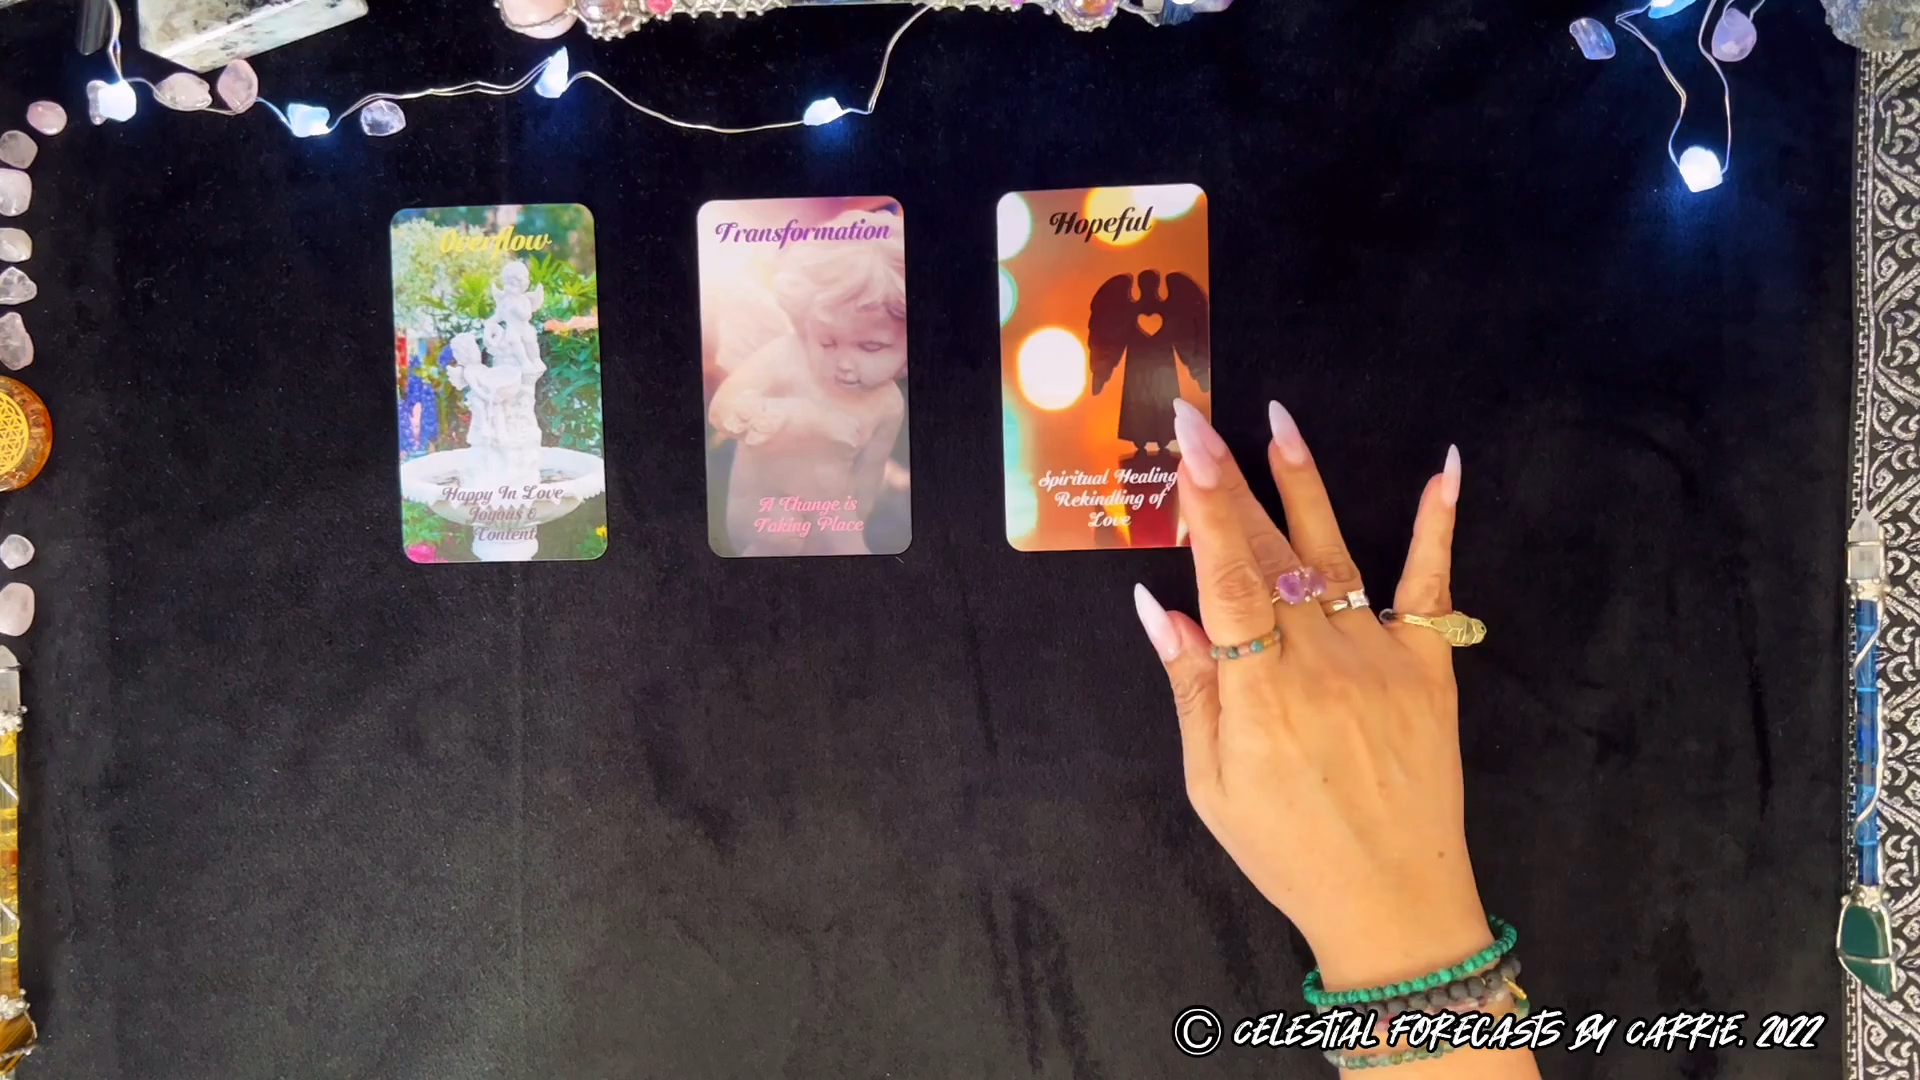 Overflow
Happy In Love
Joyous &
Content
Transformation
A Change is
Taking Place
Hopeful
Spiritual Healing
Rekindling of
Love
© CELESTIAL FORECASTS BY CARRIE. 2022